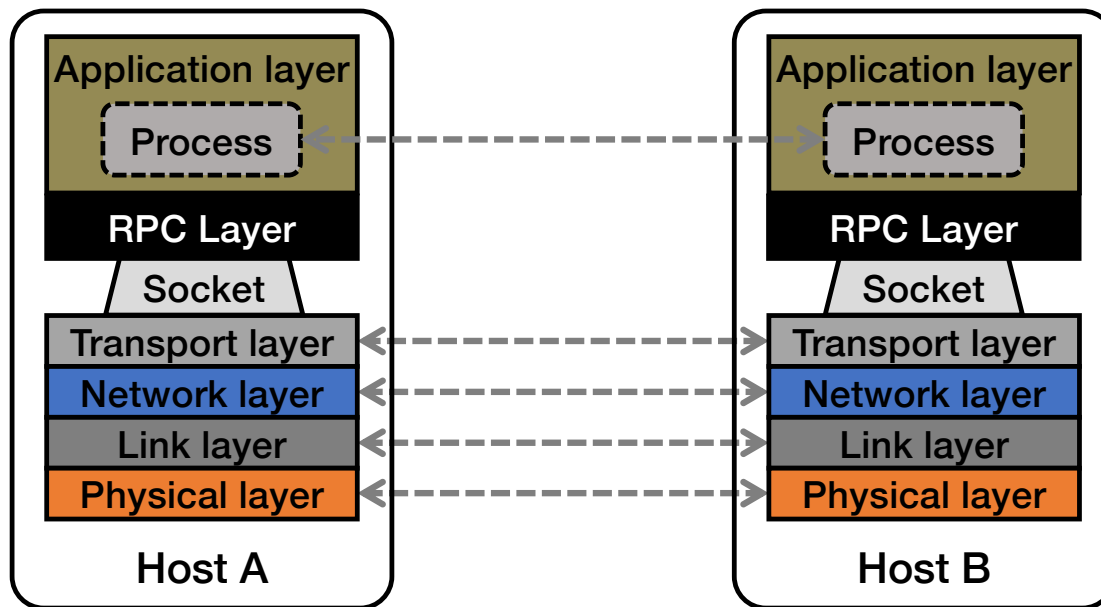 Application layer
Process
RPC Layer
Socket
Transport layer
Network layer
Link layer
Physical layer
Host A
Application layer
Process
RPC Layer
Socket
Transport layer
Network layer
Link layer
Physical layer
Host B